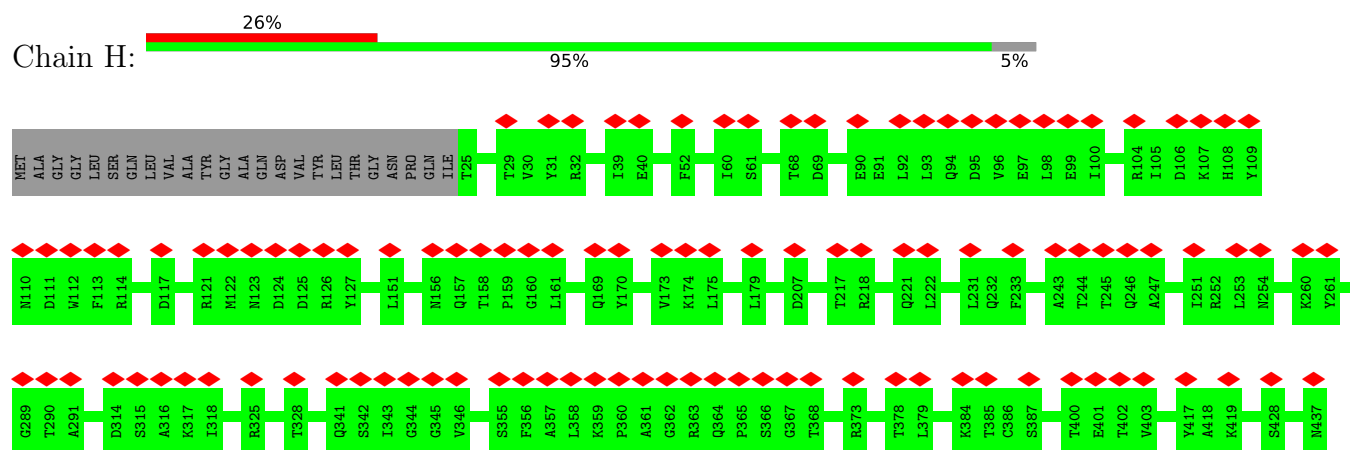 26%
Chain H:
95%
5%
MET ALA GLY GLY LEU SER GLN LEU VAL ALA TYR GLY ALA GLN ASP VAL TYR LEU THR GLY ASN PRO GLN ILE T25 T29 V30 Y31 R32 I39 E40 F52 I60 S61 T68 D69 E90 E91 L92 L93 Q94 D95 V96 E97 L98 E99 I100 R104 I105 D106 K107 H108 Y109
N110 D111 W112 F113 R114 D117 R121 M122 N123 D124 D125 R126 Y127 L151 N156 Q157 T158 P159 G160 L161 Q169 Y170 V173 K174 L175 L179 D207 T217 R218 Q221 L222 L231 Q232 F233 A243 T244 T245 Q246 A247 I251 R252 L253 N254 K260 Y261
G289 T290 A291 D314 S315 A316 K317 I318 R325 T328 Q341 S342 I343 G344 G345 V346 S355 F356 A357 L358 K359 P360 A361 G362 R363 Q364 P365 S366 G367 T368 R373 T378 L379 K384 T385 C386 S387 T400 E401 T402 V403 Y417 A418 K419 S428 N437